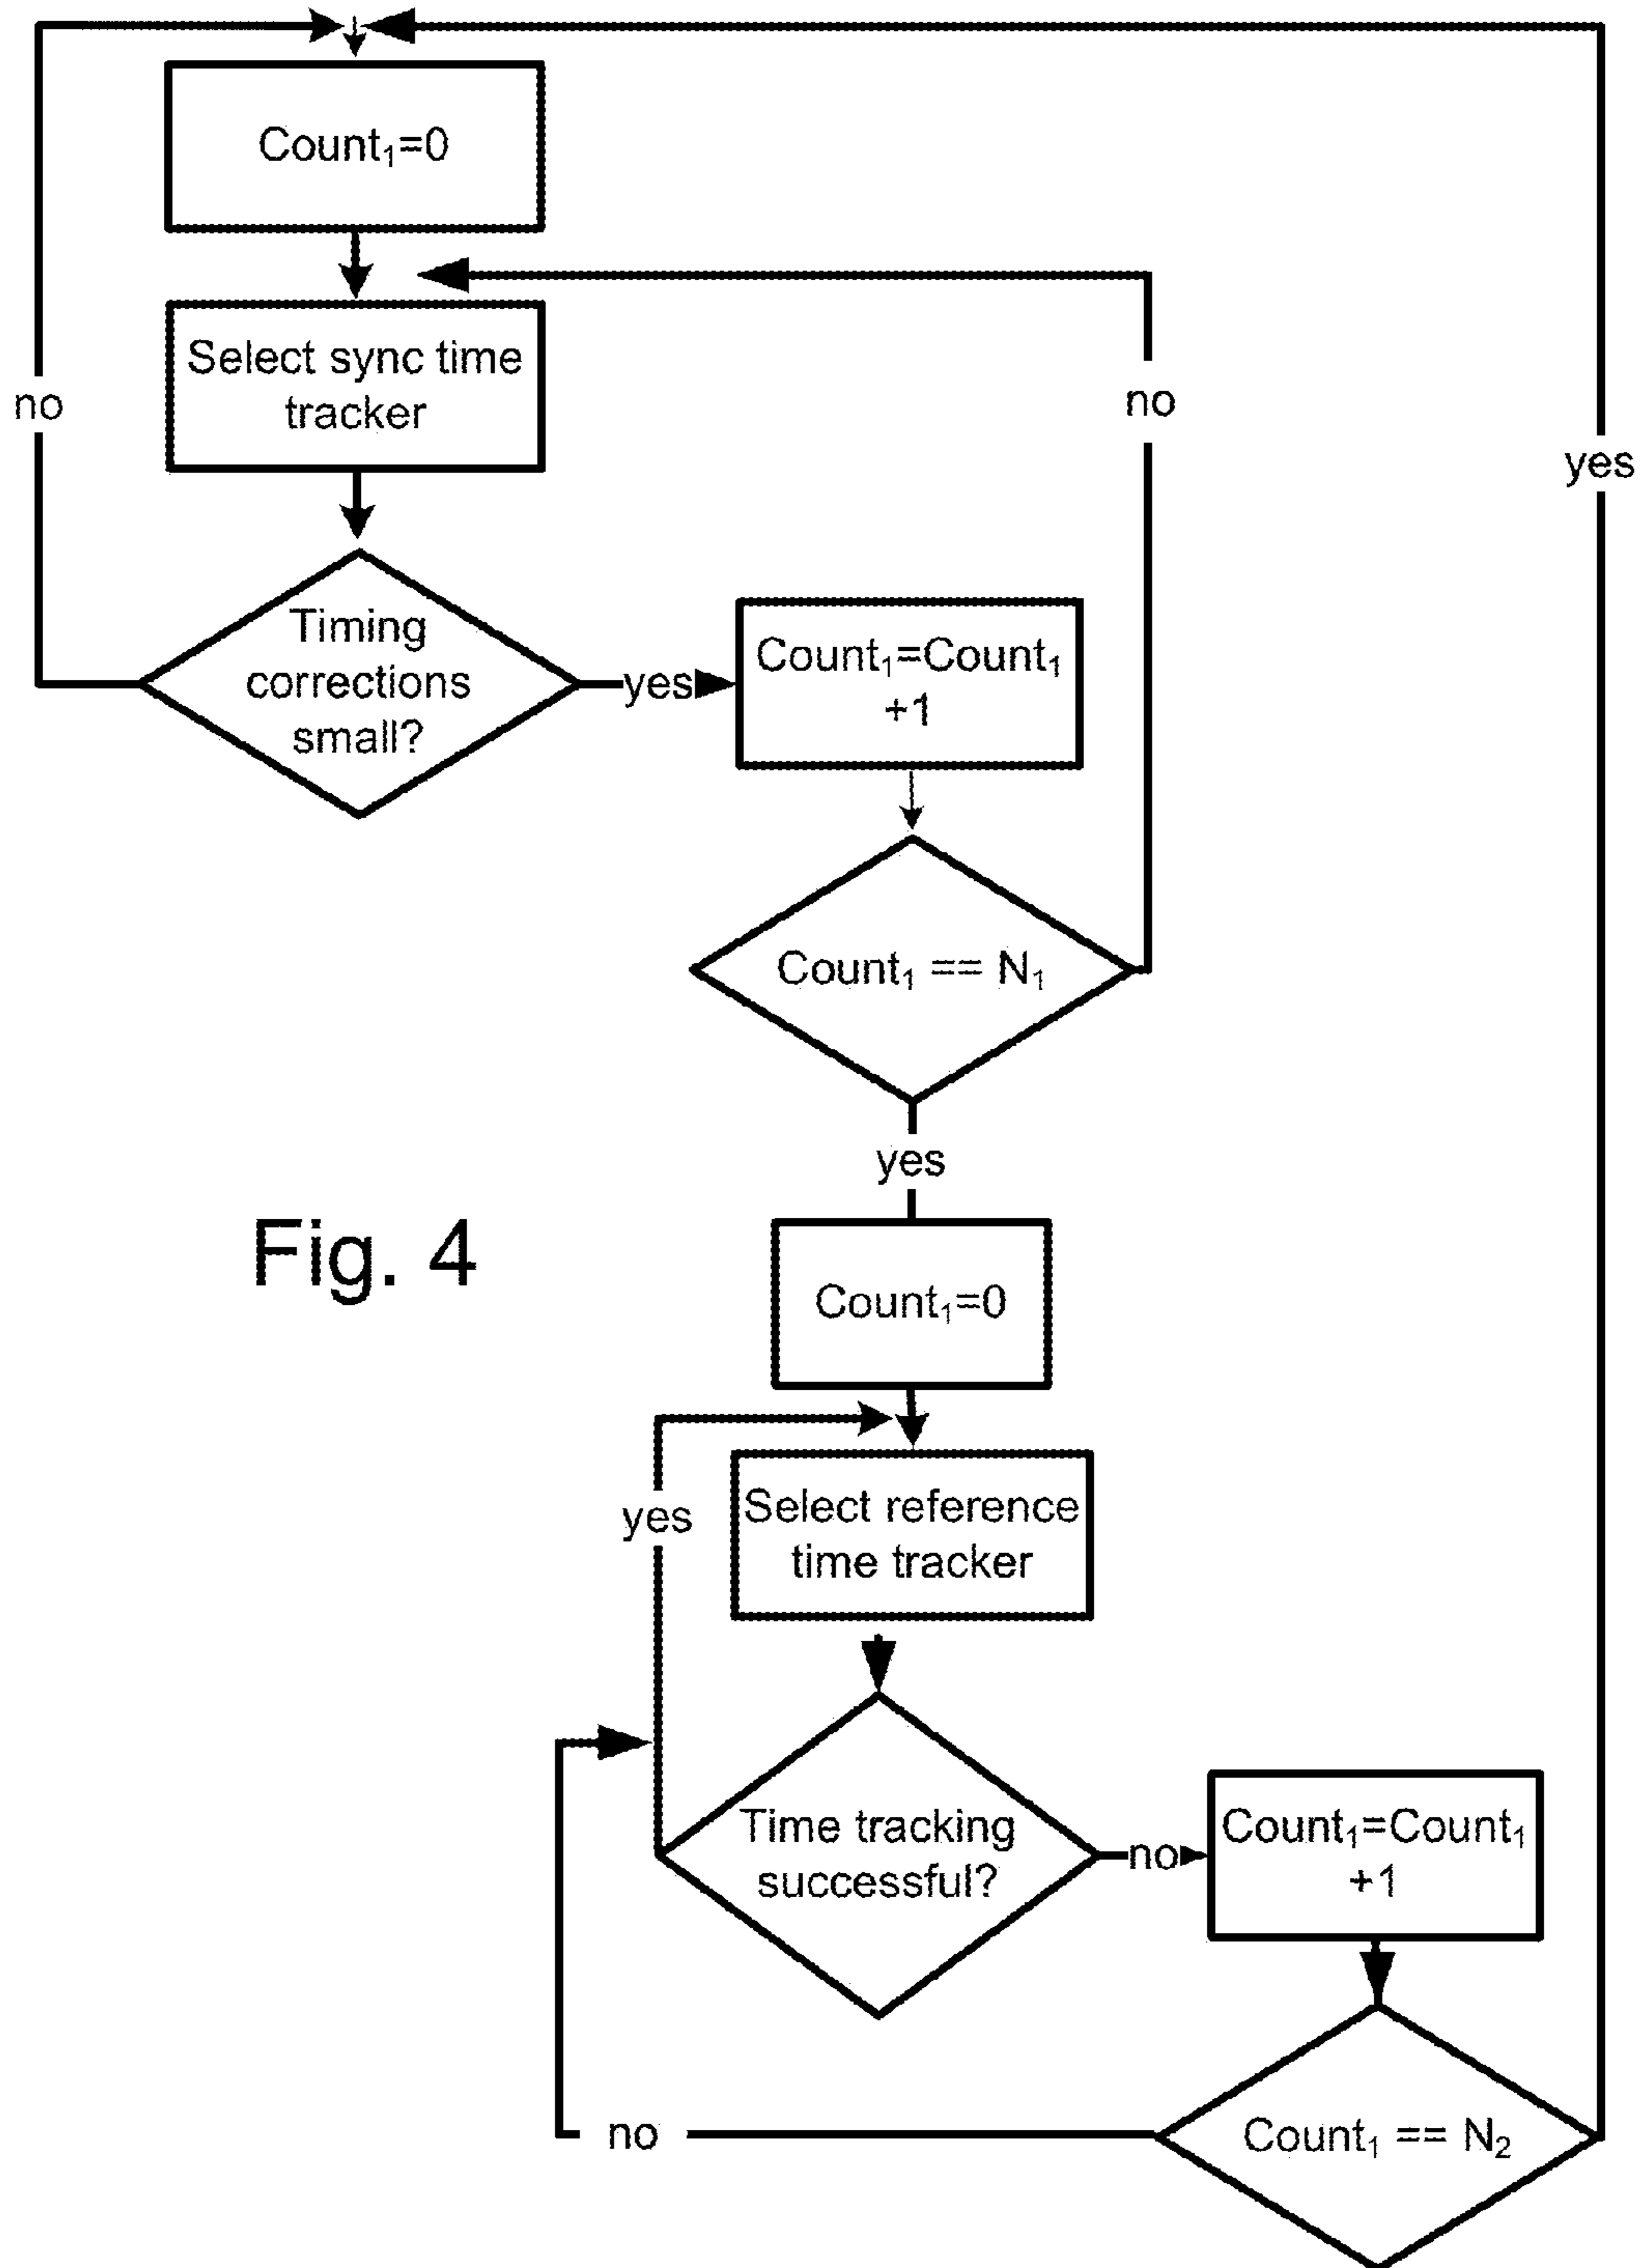 Count₁=0
Select sync time
tracker
no
no
yes
Timing
corrections
small?
yes
Count₁=Count₁
+1
Count₁ == N₁
yes
Fig. 4
Count₁=0
yes
Select reference
time tracker
Time tracking
successful?
no
Count₁=Count₁
+1
no
Count₁ == N₂